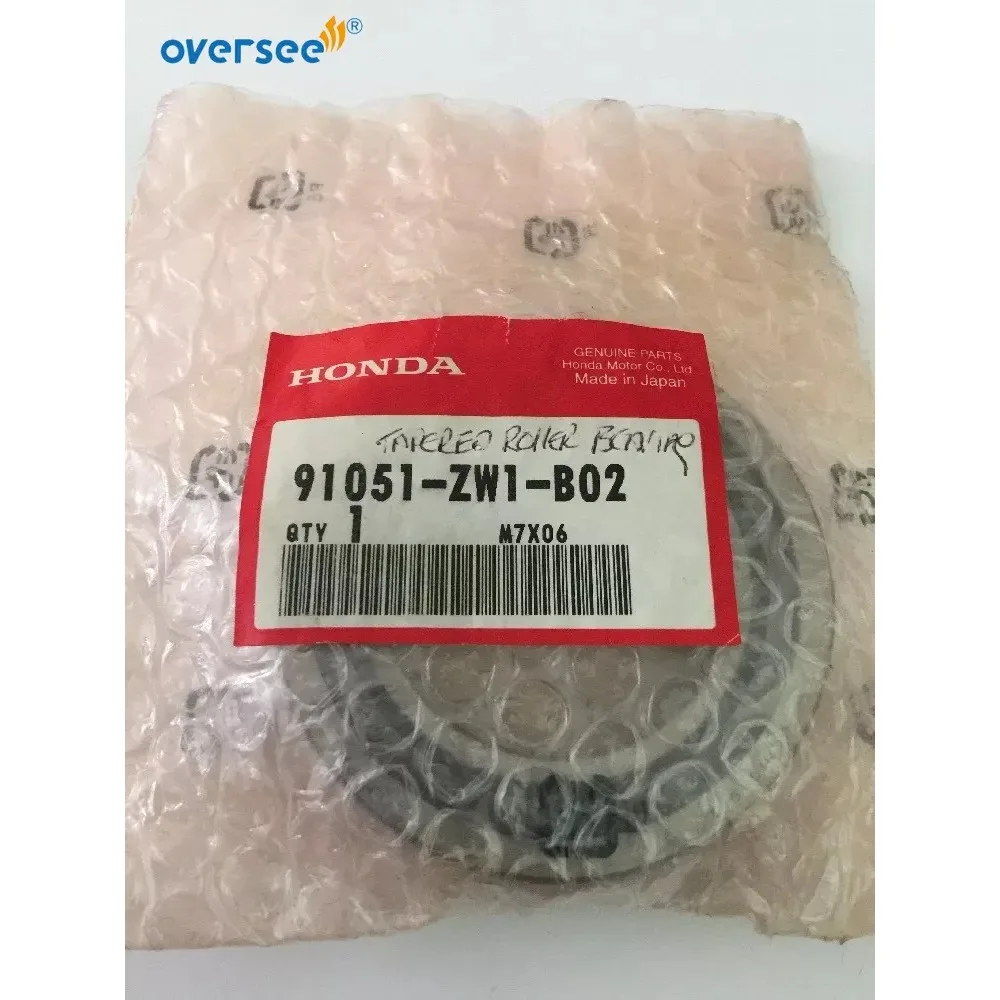 oversee®
HONDA
GENUINE PARTS
Honda Motor Co., Ltd.
Made in Japan
TAPERED ROLLER BEARING
91051-ZW1-B02
QTY 1 M7X06